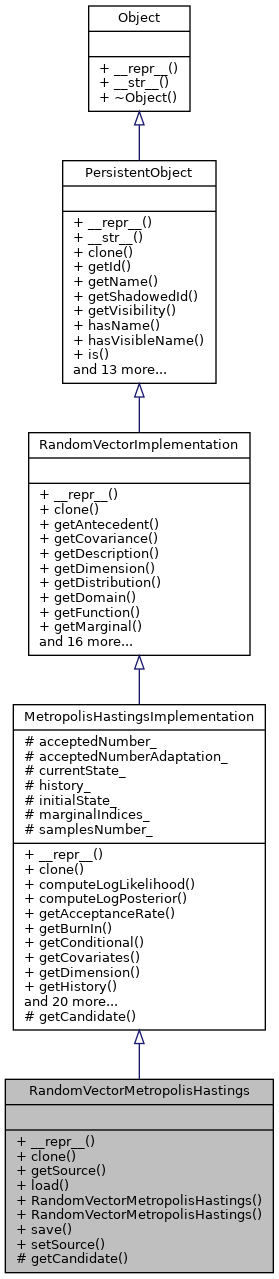 Object
+ __repr__()
+ __str__()
+ ~Object()
PersistentObject
+ __repr__()
+ __str__()
+ clone()
+ getId()
+ getName()
+ getShadowedId()
+ getVisibility()
+ hasName()
+ hasVisibleName()
+ is()
and 13 more...
RandomVectorImplementation
+ __repr__()
+ clone()
+ getAntecedent()
+ getCovariance()
+ getDescription()
+ getDimension()
+ getDistribution()
+ getDomain()
+ getFunction()
+ getMarginal()
and 16 more...
MetropolisHastingsImplementation
# acceptedNumber_
# acceptedNumberAdaptation_
# currentState_
# history_
# initialState_
# marginalIndices_
# samplesNumber_
+ __repr__()
+ clone()
+ computeLogLikelihood()
+ computeLogPosterior()
+ getAcceptanceRate()
+ getBurnIn()
+ getConditional()
+ getCovariates()
+ getDimension()
+ getHistory()
and 20 more...
# getCandidate()
RandomVectorMetropolisHastings
+ __repr__()
+ clone()
+ getSource()
+ load()
+ RandomVectorMetropolisHastings()
+ RandomVectorMetropolisHastings()
+ save()
+ setSource()
# getCandidate()